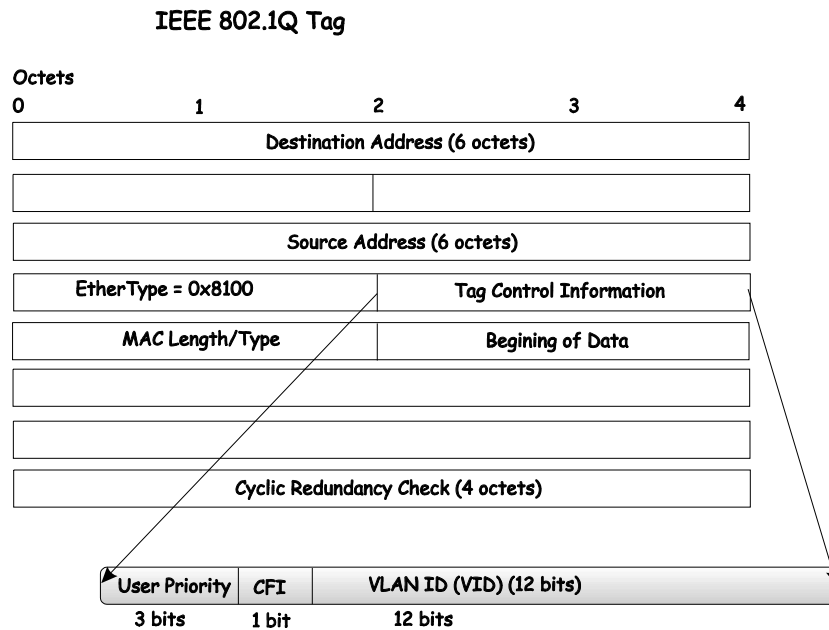 IEEE 802.1Q Tag
Octets
0 1 2 3 4
Destination Address (6 octets)
Source Address (6 octets)
EtherType = 0x8100 Tag Control Information
MAC Length/Type Begining of Data
Cyclic Redundancy Check (4 octets)
User Priority CFI VLAN ID (VID) (12 bits)
3 bits 1 bit 12 bits